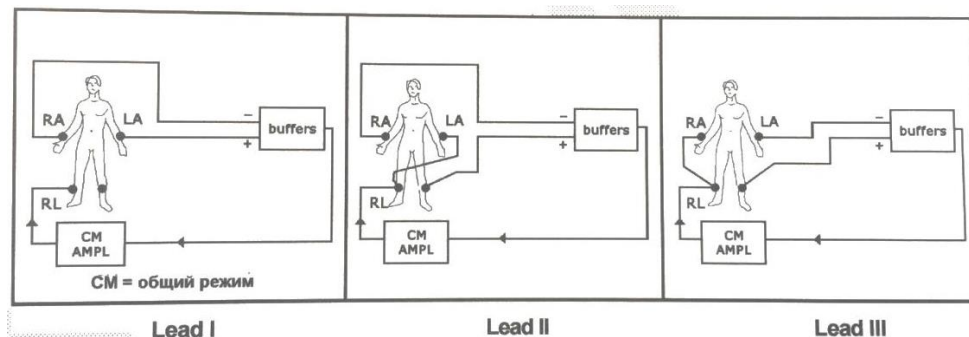 RA
LA
−
buffers
+
RL
CM
AMPL
CM = общий режим
RA
LA
−
buffers
+
RL
CM
AMPL
RA
LA
−
buffers
+
RL
CM
AMPL
Lead I
Lead II
Lead III